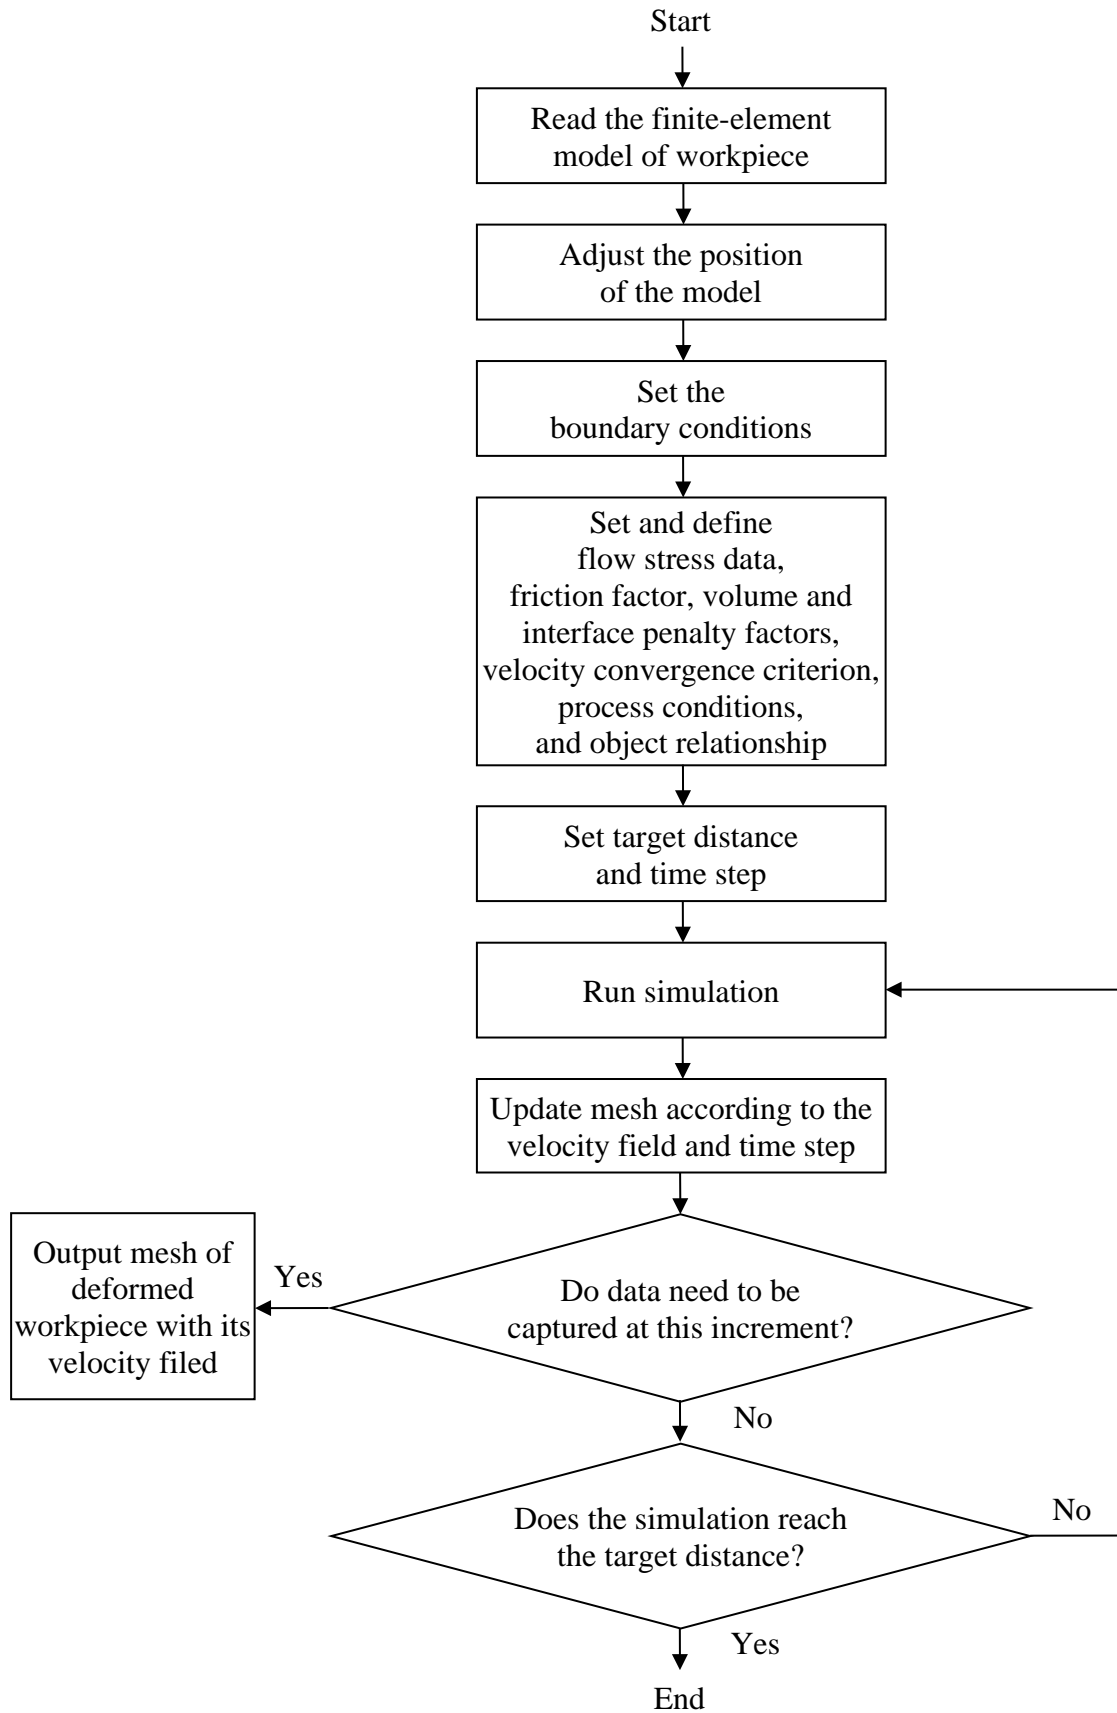 Start
Read the finite-element
model of workpiece
Adjust the position
of the model
Set the
boundary conditions
Set and define
flow stress data,
friction factor, volume and
interface penalty factors,
velocity convergence criterion,
process conditions,
and object relationship
Set target distance
and time step
Run simulation
Update mesh according to the
velocity field and time step
Output mesh of
deformed
workpiece with its
velocity filed
Yes
Do data need to be
captured at this increment?
No
Does the simulation reach
the target distance?
No
Yes
End